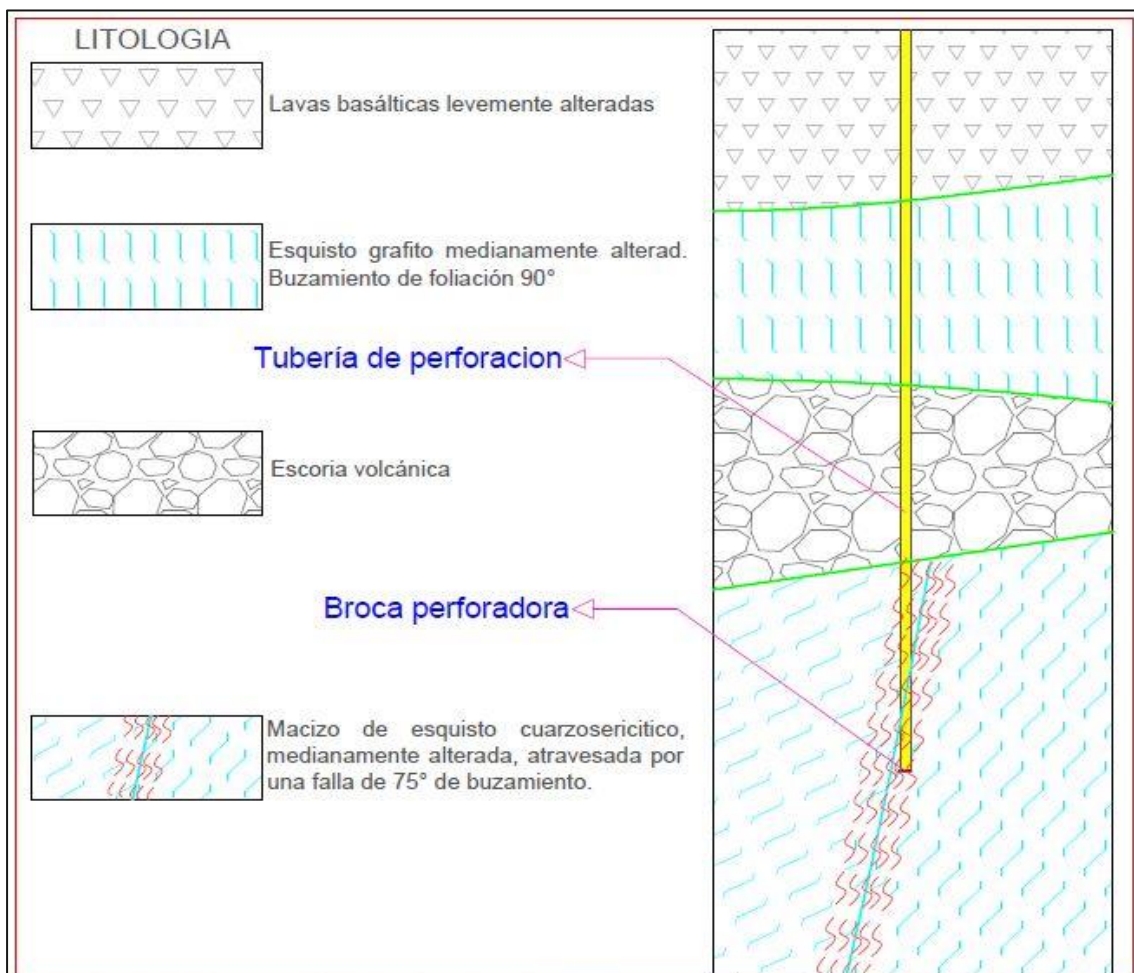 LITOLOGIA
Lavas basálticas levemente alteradas
Esquisto grafito medianamente alterad.
Buzamiento de foliación 90°
Tubería de perforacion
Escoria volcánica
Broca perforadora
Macizo de esquisto cuarzosericitico,
medianamente alterada, atravesada por
una falla de 75° de buzamiento.